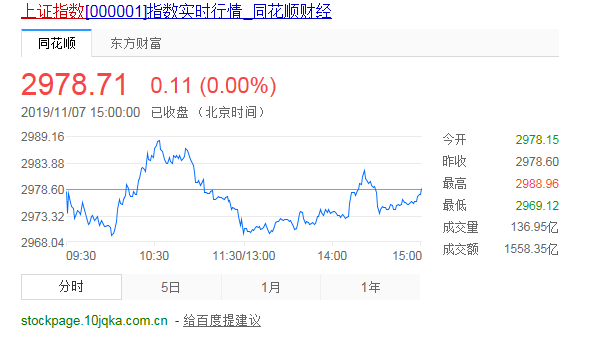 上证指数[000001]指数实时行情_同花顺财经
同花顺 东方财富
2978.71 0.11 (0.00%)
2019/11/07 15:00:00 已收盘 （北京时间）
2989.16
2983.88
2978.60
2973.32
2968.04
09:30 10:30 11:30/13:00 14:00 15:00
今开 2978.15
昨收 2978.60
最高 2988.96
最低 2969.12
成交量 136.95亿
成交额 1558.35亿
分时 5日 1月 1年
stockpage.10jqka.com.cn - 给百度提建议